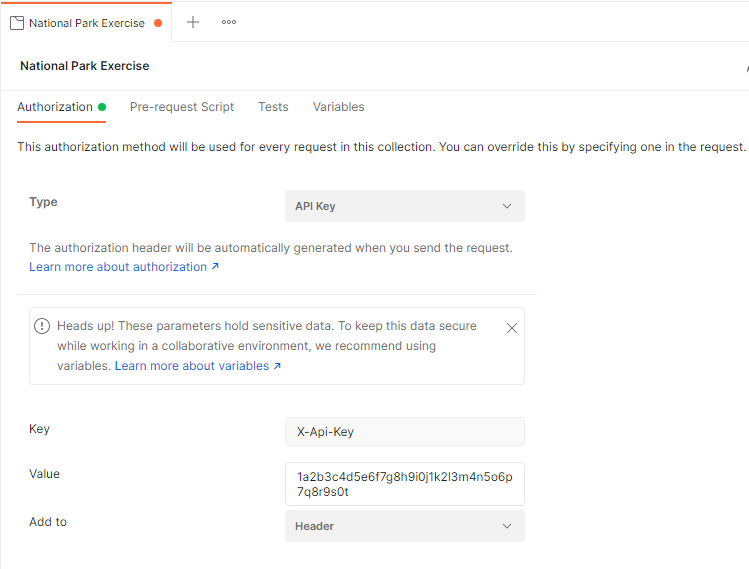 National Park Exercise
National Park Exercise
Authorization Pre-request Script Tests Variables
This authorization method will be used for every request in this collection. You can override this by specifying one in the request.
Type
API Key
The authorization header will be automatically generated when you send the request.
Learn more about authorization ↗
Heads up! These parameters hold sensitive data. To keep this data secure
while working in a collaborative environment, we recommend using
variables. Learn more about variables ↗
Key
X-Api-Key
Value
1a2b3c4d5e6f7g8h9i0j1k2l3m4n5o6p
7q8r9s0t
Add to
Header